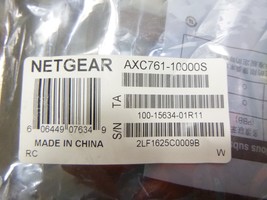 NETGEAR AXC761-10000S
TA
100-15634-01R11
6 06449 07634 9
S/N
MADE IN CHINA 2LF1625C0009B
RC W